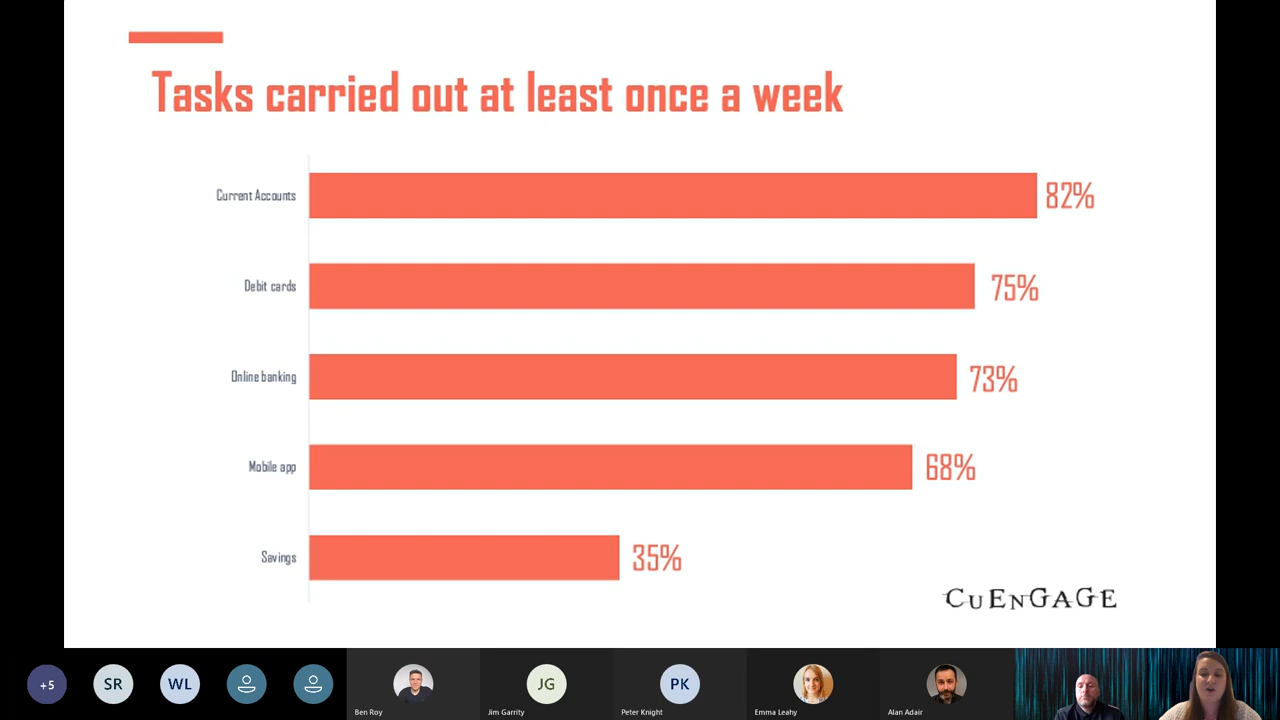 Tasks carried out at least once a week
Current Accounts 82%
Debit cards 75%
Online banking 73%
Mobile app 68%
Savings 35%
CUENGAGE
+5 SR WL JG PK
Ben Roy Jim Garrity Peter Knight Emma Leahy Alan Adair